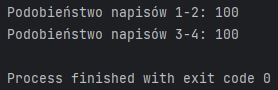 Podobieństwo napisów 1-2: 100
Podobieństwo napisów 3-4: 100
Process finished with exit code 0